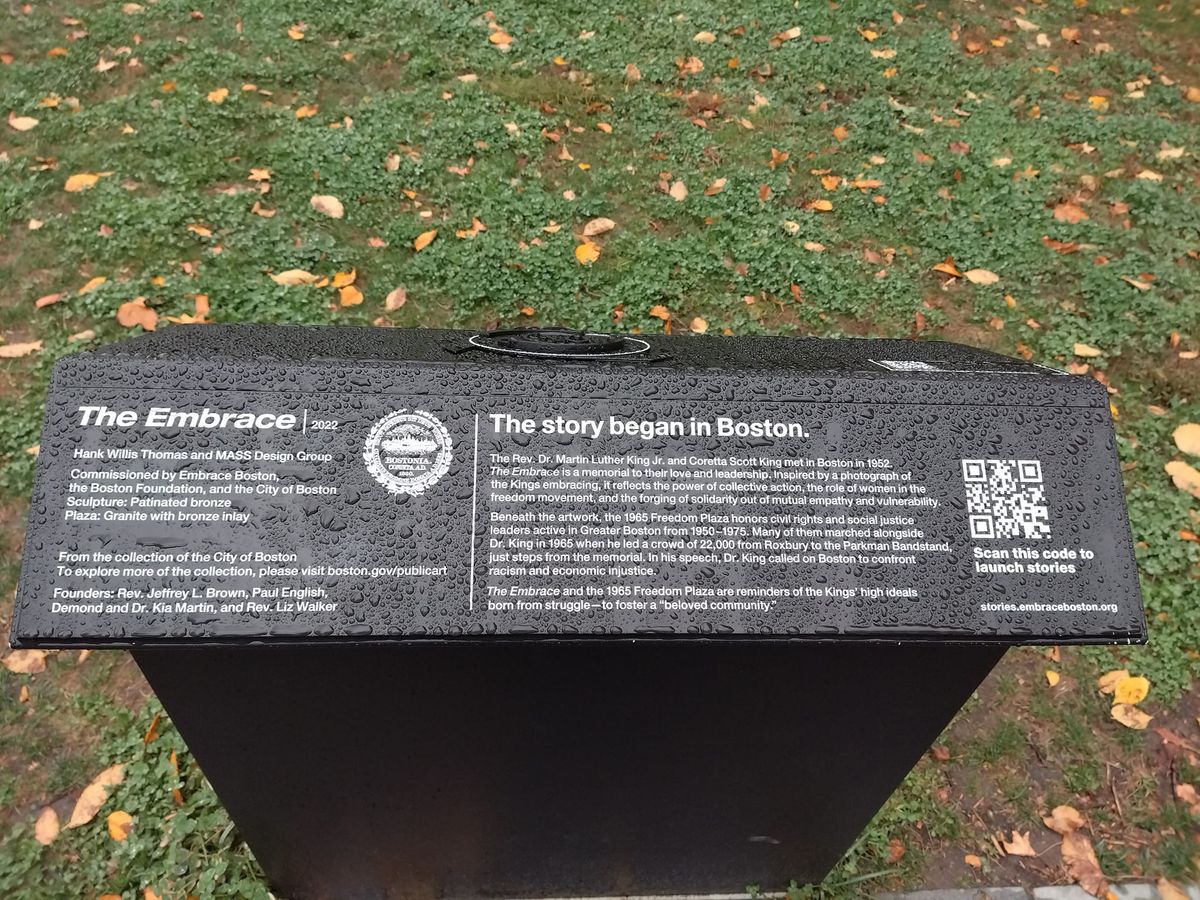 The Embrace | 2022
Hank Willis Thomas and MASS Design Group
Commissioned by Embrace Boston,
the Boston Foundation, and the City of Boston
Sculpture: Patinated bronze
Plaza: Granite with bronze inlay
From the collection of the City of Boston
To explore more of the collection, please visit boston.gov/publicart
Founders: Rev. Jeffrey L. Brown, Paul English,
Demond and Dr. Kia Martin, and Rev. Liz Walker
BOSTONIA.
CONDITA A.D.
The story began in Boston.
The Rev. Dr. Martin Luther King Jr. and Coretta Scott King met in Boston in 1952.
The Embrace is a memorial to their love and leadership. Inspired by a photograph of
the Kings embracing, it reflects the power of collective action, the role of women in the
freedom movement, and the forging of solidarity out of mutual empathy and vulnerability.
Beneath the artwork, the 1965 Freedom Plaza honors civil rights and social justice
leaders active in Greater Boston from 1950–1975. Many of them marched alongside
Dr. King in 1965 when he led a crowd of 22,000 from Roxbury to the Parkman Bandstand,
just steps from the memorial. In his speech, Dr. King called on Boston to confront
racism and economic injustice.
The Embrace and the 1965 Freedom Plaza are reminders of the Kings' high ideals
born from struggle—to foster a “beloved community.”
Scan this code to
launch stories
stories.embraceboston.org